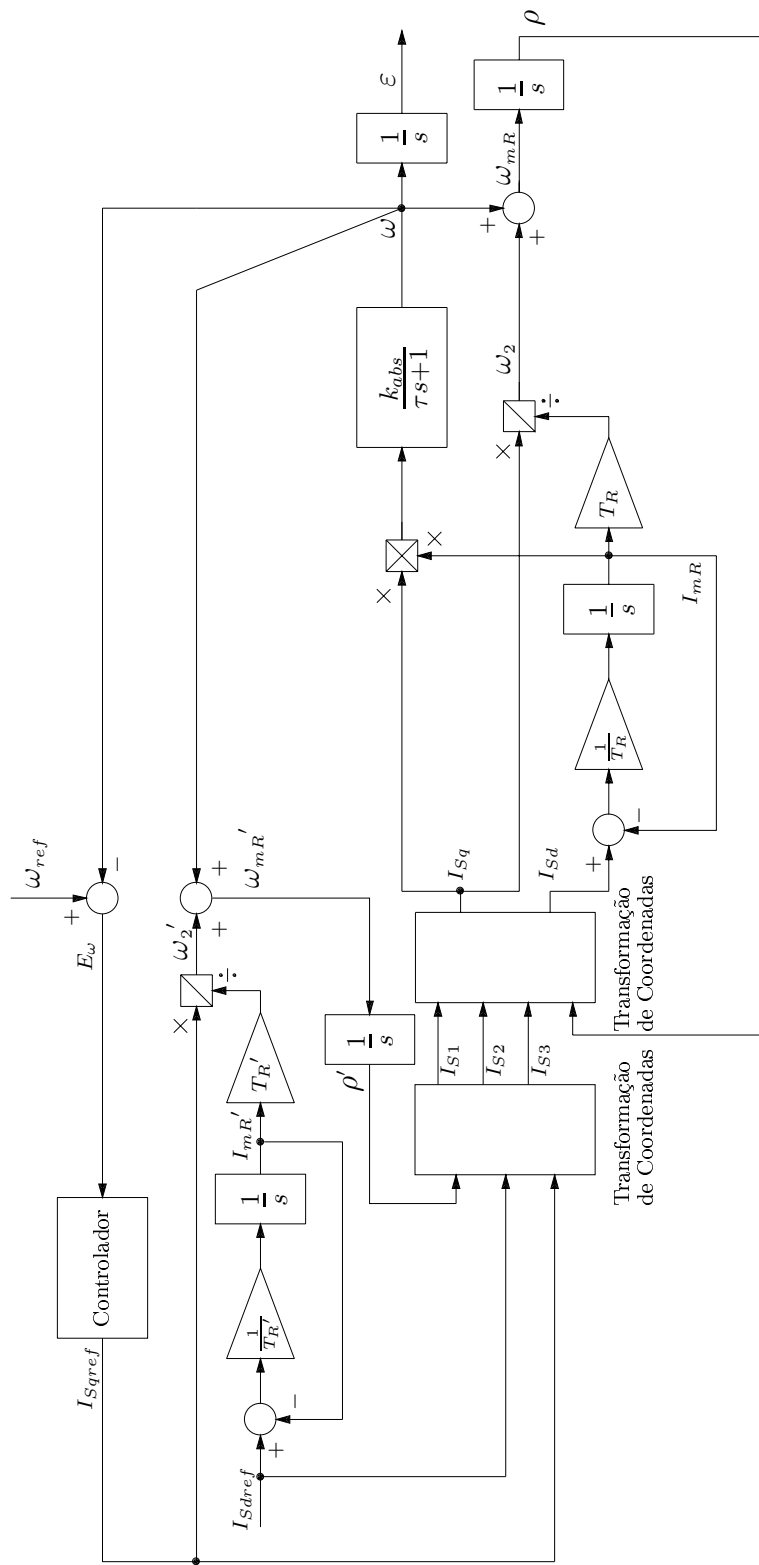 ω_ref
+
−
E_ω
Controlador
I_Sqref
ω
1/s
ε
ω_2′
+
+
ω_mR′
×
÷
T_R′
I_mR′
1/s
1/T_R′
+
−
I_Sdref
1/s
ρ′
k_abs/τs+1
×
×
I_Sq
I_S1
I_S2
I_S3
Transformação
de Coordenadas
Transformação
de Coordenadas
I_Sd
+
−
1/T_R
1/s
I_mR
T_R
×
÷
ω_2
+
+
ω_mR
1/s
ρ